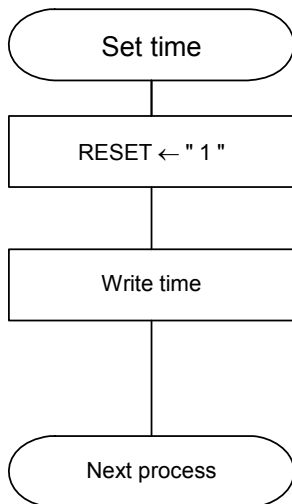 Set time
RESET ← " 1 "
Write time
Next process